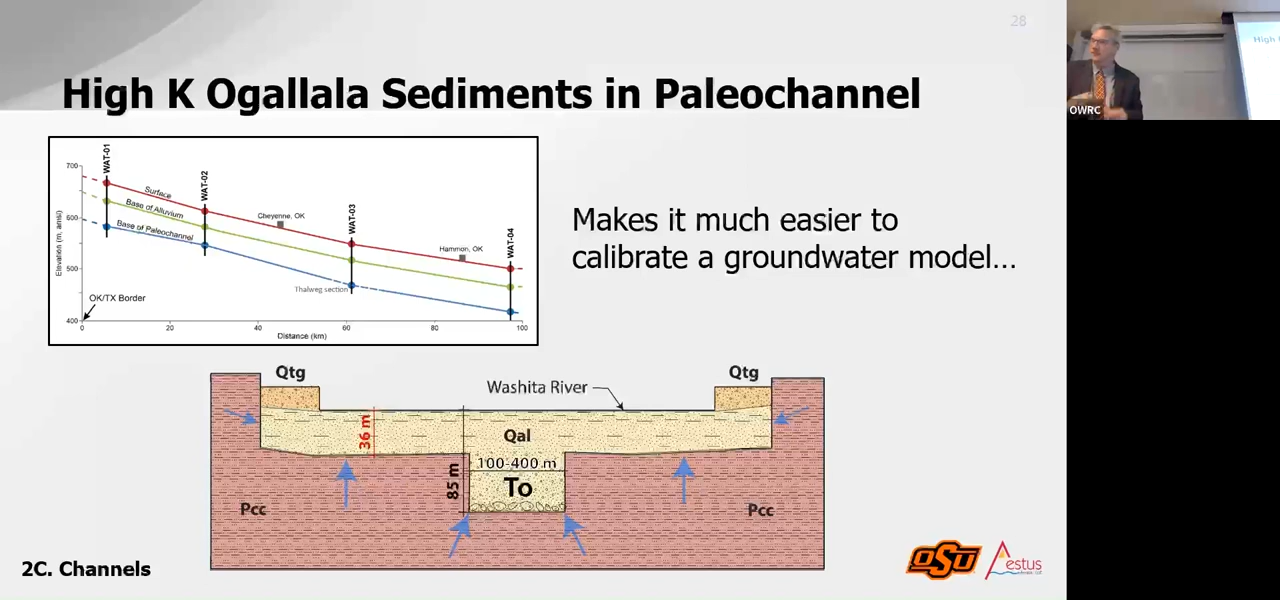 28
High K Ogallala Sediments in Paleochannel
OWRC
High
WAT-01
WAT-02
WAT-03
WAT-04
700
600
500
400
Elevation (m, amsl)
Surface
Base of Alluvium
Base of Paleochannel
Cheyenne, OK
Hammon, OK
Thalweg section
OK/TX Border
0 20 40 60 80 100
Distance (km)
Makes it much easier to
calibrate a groundwater model...
Qtg
Washita River
Qtg
36 m
Qal
100-400 m
85 m
To
Pcc
Pcc
2C. Channels
OSU
Aestus